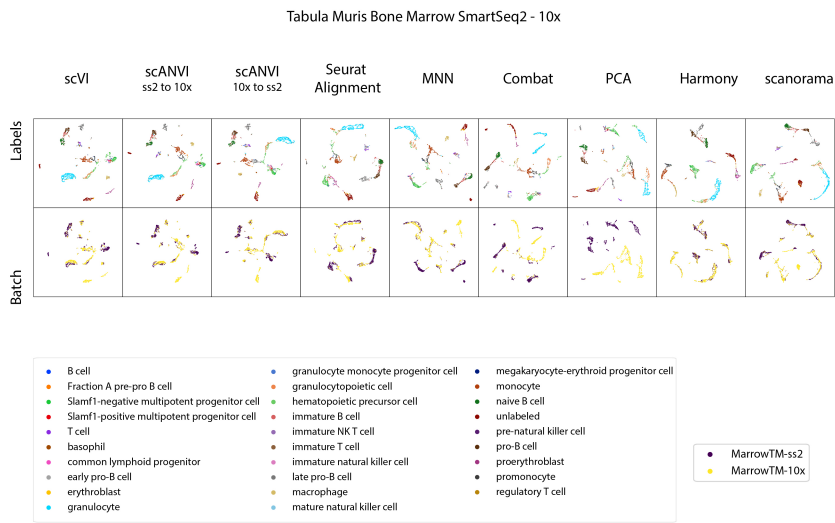 Tabula Muris Bone Marrow SmartSeq2 - 10x
scVI
scANVI
ss2 to 10x
scANVI
10x to ss2
Seurat
Alignment
MNN
Combat
PCA
Harmony
scanorama
Labels
Batch
B cell
Fraction A pre-pro B cell
Slamf1-negative multipotent progenitor cell
Slamf1-positive multipotent progenitor cell
T cell
basophil
common lymphoid progenitor
early pro-B cell
erythroblast
granulocyte
granulocyte monocyte progenitor cell
granulocytopoietic cell
hematopoietic precursor cell
immature B cell
immature NK T cell
immature T cell
immature natural killer cell
late pro-B cell
macrophage
mature natural killer cell
megakaryocyte-erythroid progenitor cell
monocyte
naive B cell
unlabeled
pre-natural killer cell
pro-B cell
proerythroblast
promonocyte
regulatory T cell
MarrowTM-ss2
MarrowTM-10x